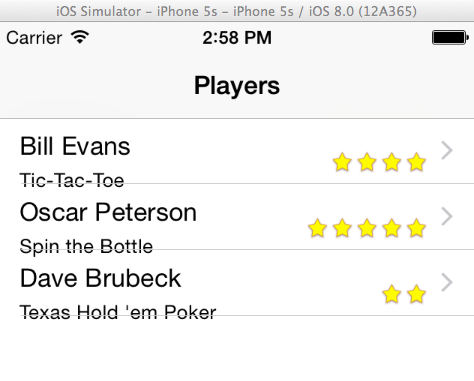 iOS Simulator – iPhone 5s – iPhone 5s / iOS 8.0 (12A365)
Carrier 2:58 PM
Players
Bill Evans
Tic-Tac-Toe
Oscar Peterson
Spin the Bottle
Dave Brubeck
Texas Hold 'em Poker